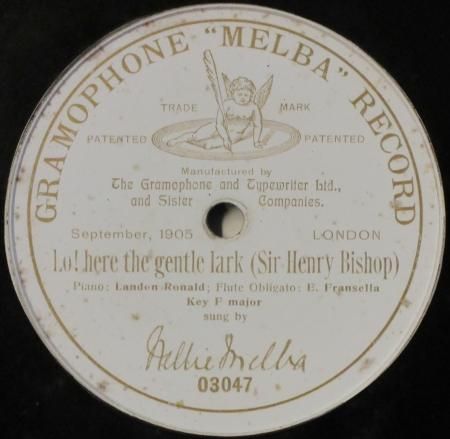 GRAMOPHONE "MELBA" RECORD
TRADE MARK
PATENTED PATENTED
Manufactured by
The Gramophone and Typewriter Ltd.,
and Sister Companies.
September, 1905 LONDON
Lo! here the gentle lark (Sir Henry Bishop)
Piano: Landon Ronald; Flute Obligato: E. Fransella
Key F major
sung by
Nellie Melba
03047